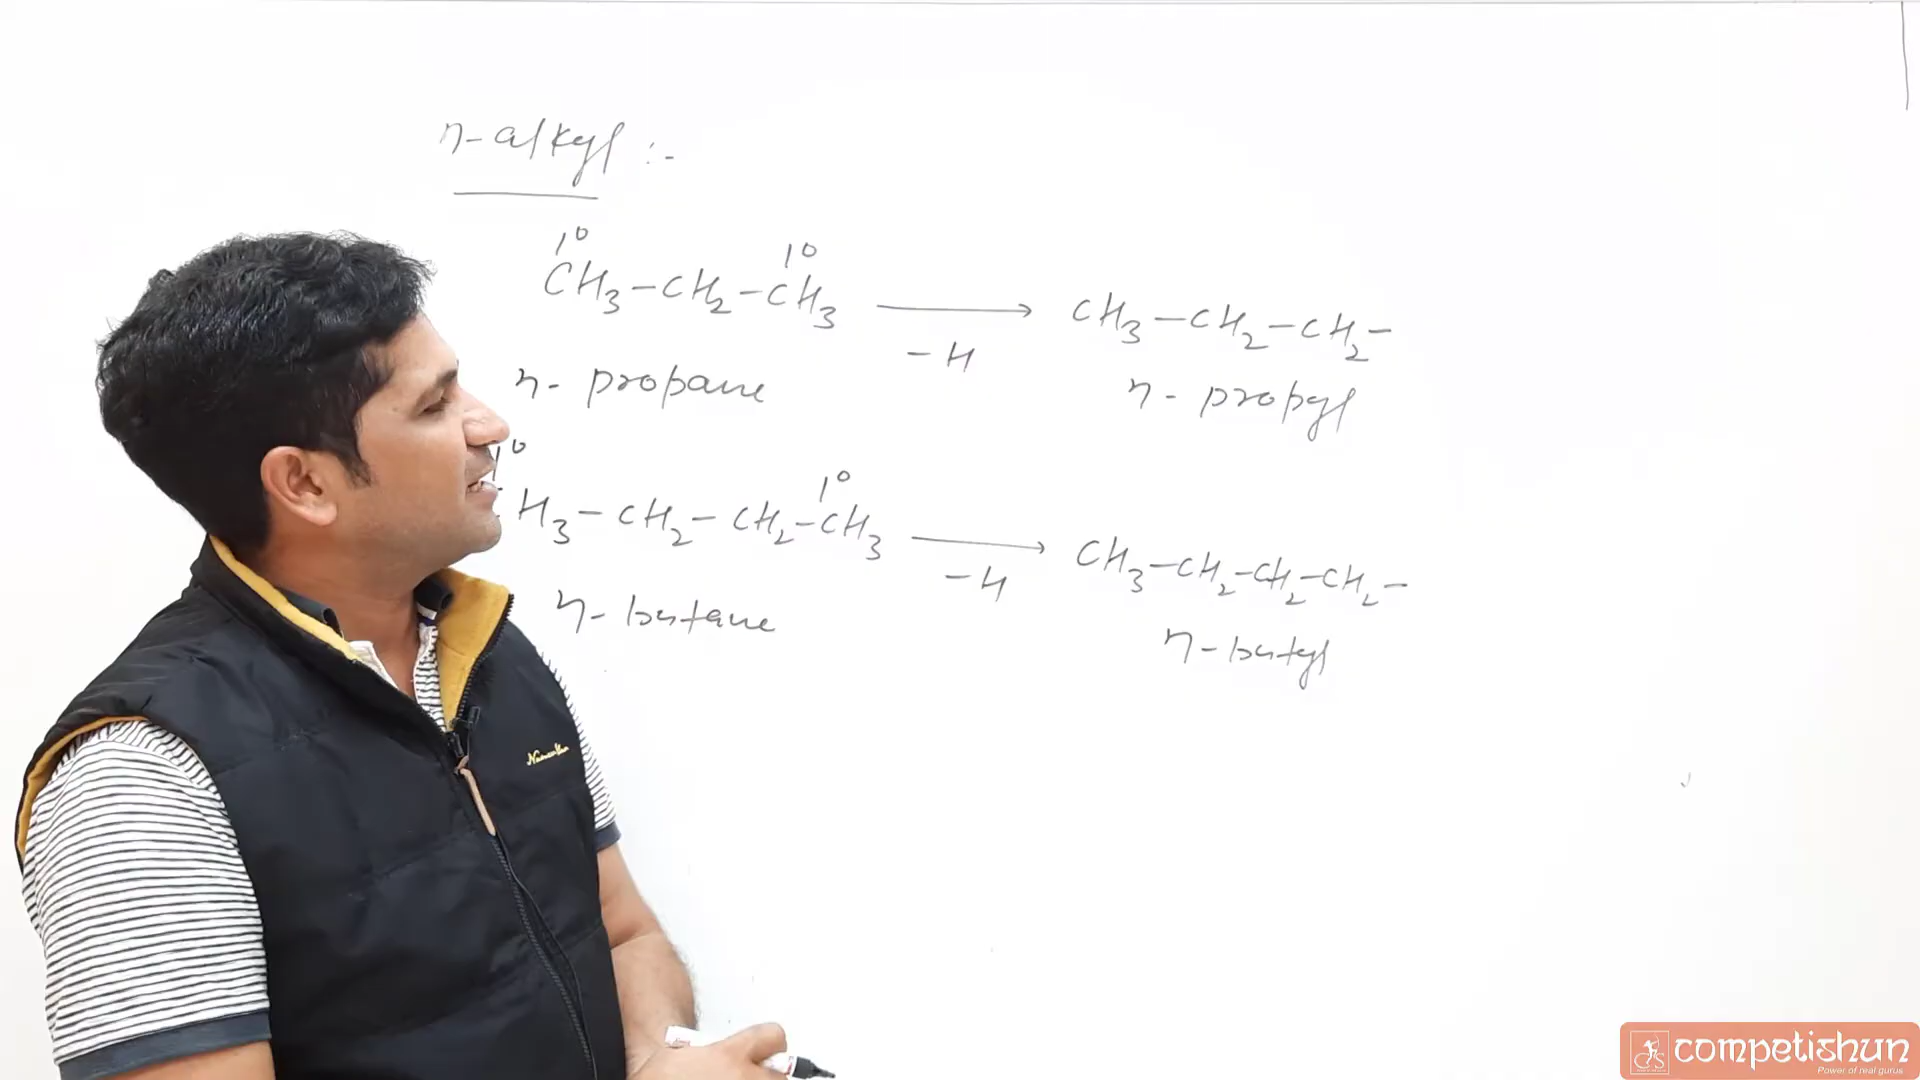 n-alkyl :-
1° 1°
CH3-CH2-CH3 → CH3-CH2-CH2-
-H
n-propane n-propyl
1° 1°
H3-CH2-CH2-CH3 → CH3-CH2-CH2-CH2-
-H
n-butane n-butyl
competishun
Power of real gurus